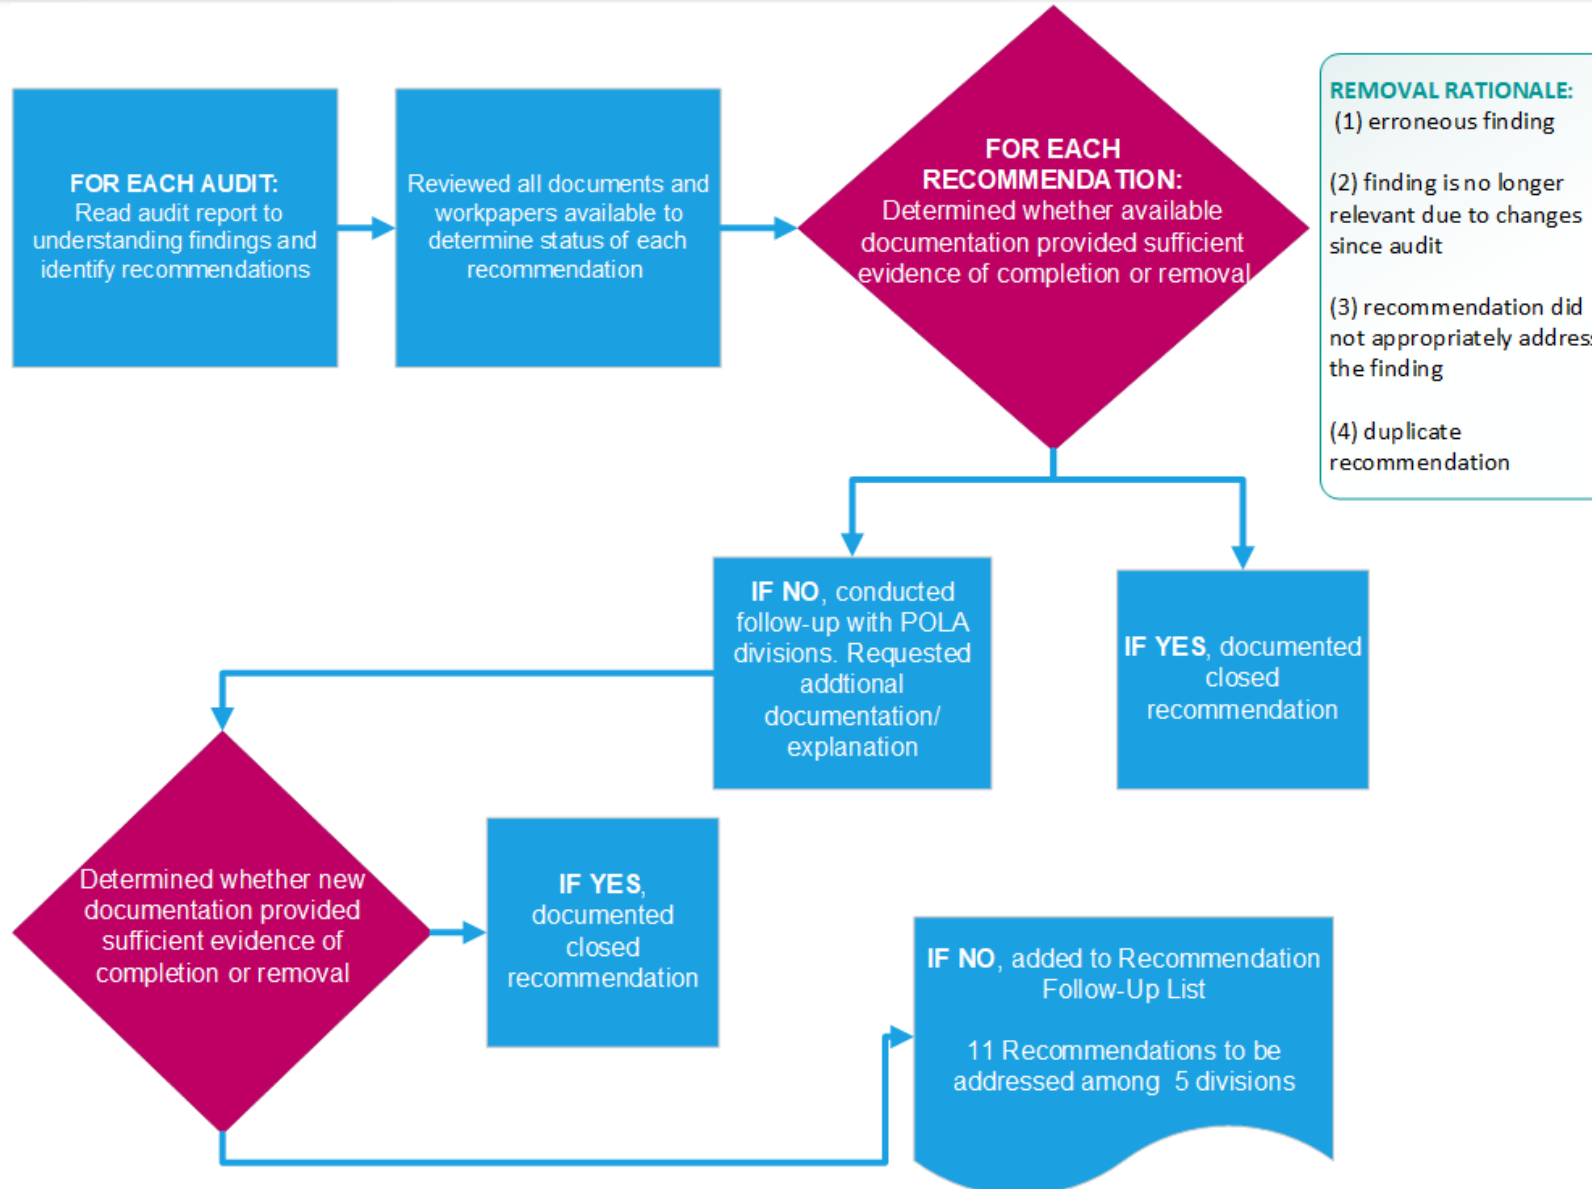 FOR EACH AUDIT:
Read audit report to
understanding findings and
identify recommendations
Reviewed all documents and
workpapers available to
determine status of each
recommendation
FOR EACH
RECOMMENDATION:
Determined whether available
documentation provided sufficient
evidence of completion or removal
REMOVAL RATIONALE:
(1) erroneous finding
(2) finding is no longer
relevant due to changes
since audit
(3) recommendation did
not appropriately address
the finding
(4) duplicate
recommendation
IF NO, conducted
follow-up with POLA
divisions. Requested
addtional
documentation/
explanation
IF YES, documented
closed
recommendation
Determined whether new
documentation provided
sufficient evidence of
completion or removal
IF YES,
documented
closed
recommendation
IF NO, added to Recommendation
Follow-Up List
11 Recommendations to be
addressed among 5 divisions